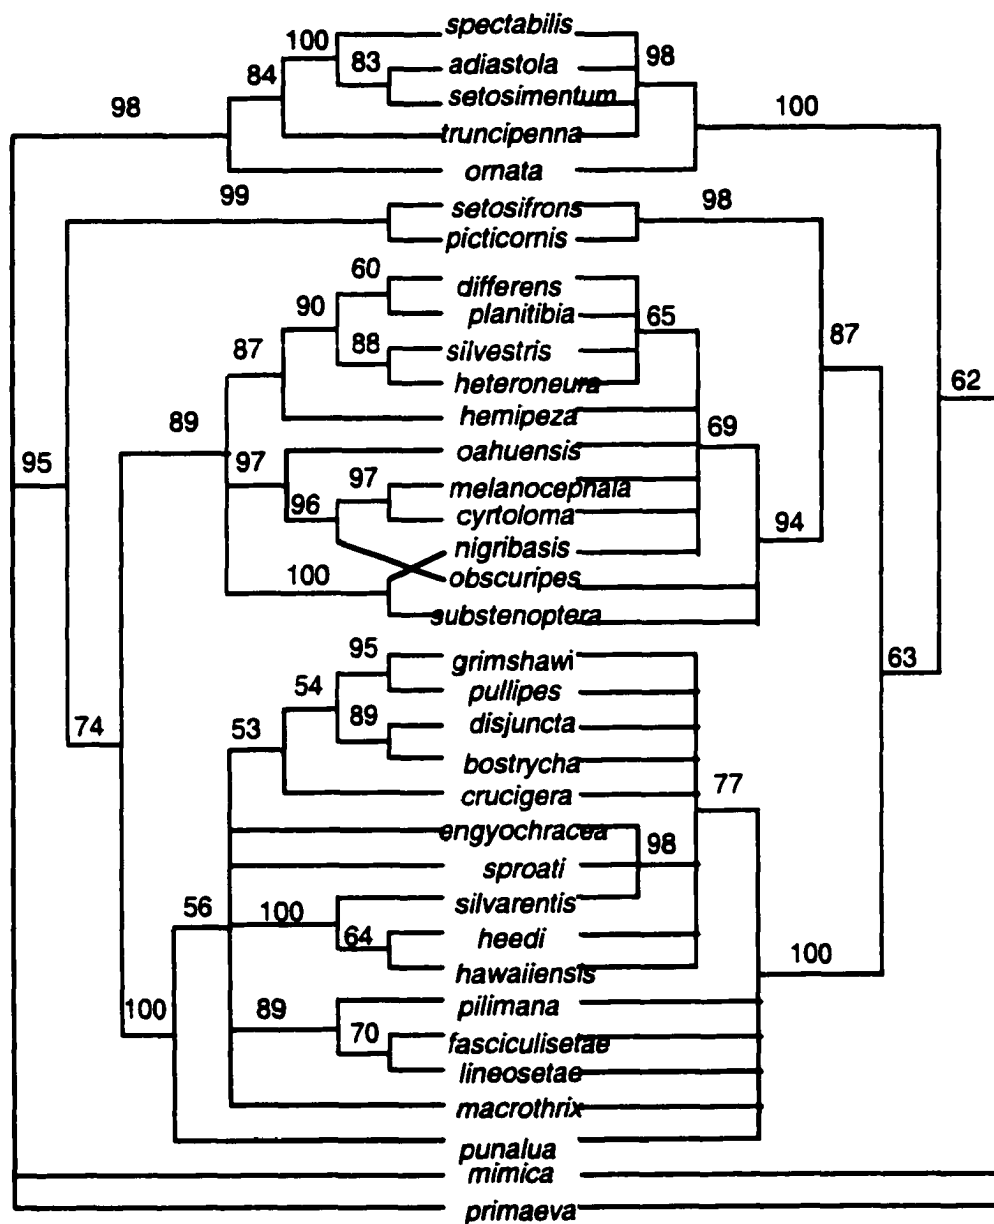 spectabilis
100
83 adiastola 98
84
setosimentum
98 100
truncipenna
ornata
99 setosifrons 98
picticornis
60 differens
90 planitibia 65
87 88 silvestris 87
heteroneura 62
89 hemipeza
oahuensis 69
95 97 97 melanocephala
96 cyrtoloma 94
nigribasis
100 obscuripes
substenoptera
95 grimshawi 63
54 pullipes
74 53 89 disjuncta
bostrycha 77
crucigera
engyochracea
sproati 98
56 100 silvarentis
64 heedi 100
hawaiiensis
100 89 pilimana
70 fasciculisetae
lineosetae
macrothrix
punalua
mimica
primaeva